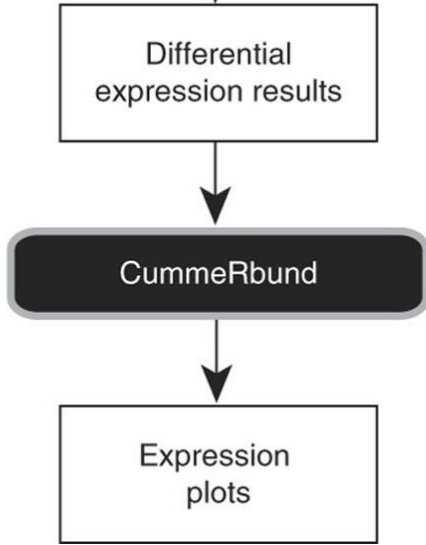 Differential
expression results
CummeRbund
Expression
plots